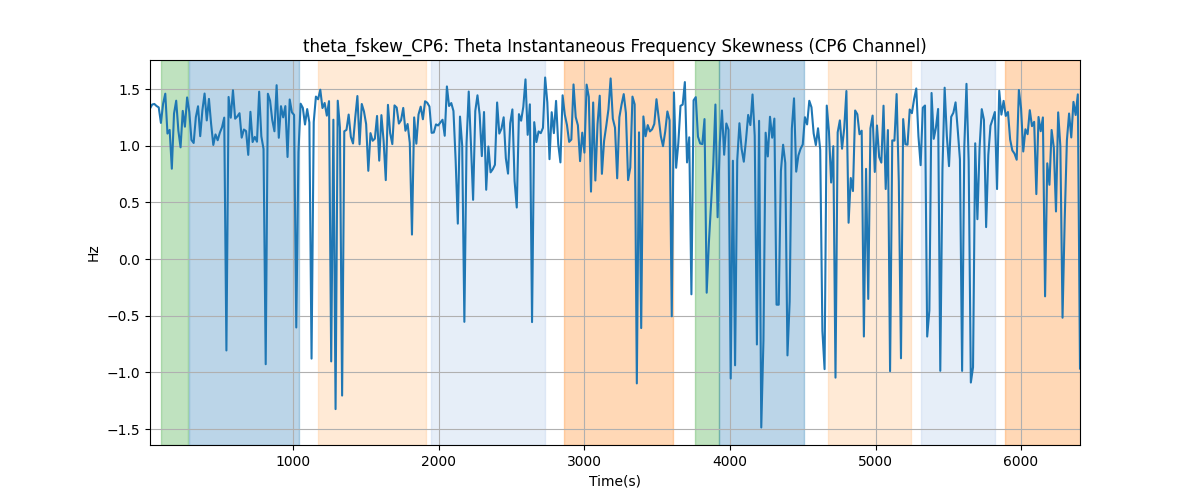 theta_fskew_CP6: Theta Instantaneous Frequency Skewness (CP6 Channel)
1.5
1.0
0.5
0.0
−0.5
−1.0
−1.5
Hz
1000 2000 3000 4000 5000 6000
Time(s)